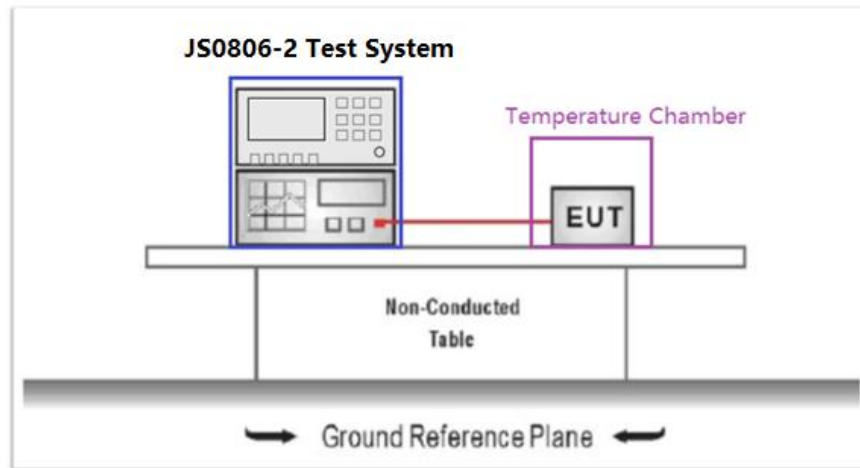 JS0806-2 Test System
Temperature Chamber
EUT
Non-Conducted
Table
Ground Reference Plane